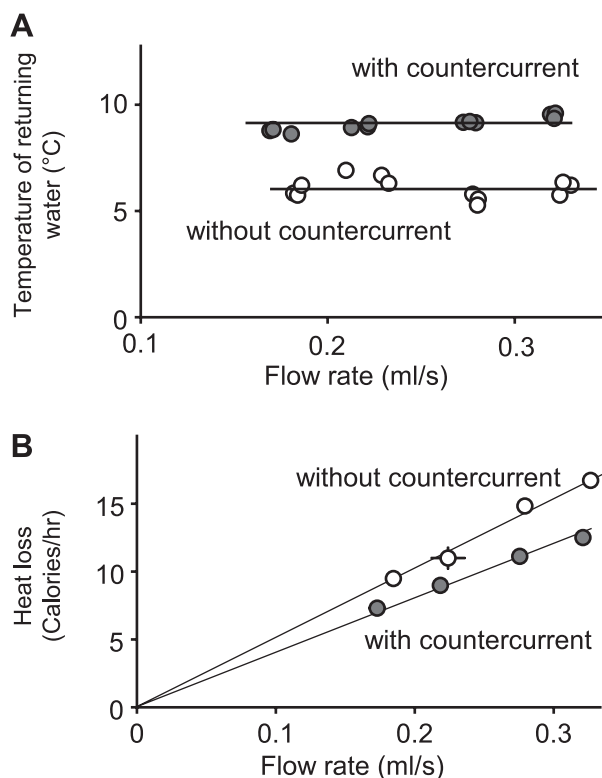 A
Temperature of returning
water (°C)
with countercurrent
10
5
without countercurrent
0
0.1
0.2
0.3
Flow rate (ml/s)
B
Heat loss
(Calories/hr)
without countercurrent
15
10
5
with countercurrent
0
0
0.1
0.2
0.3
Flow rate (ml/s)